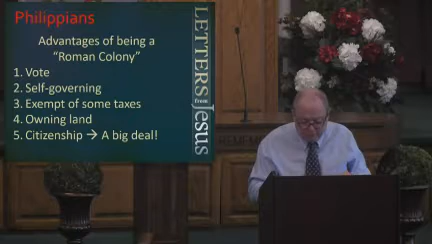 Philippians
Advantages of being a
"Roman Colony"
1. Vote
2. Self-governing
3. Exempt of some taxes
4. Owning land
5. Citizenship → A big deal!
LETTERS
from
Jesus
REMEMBR